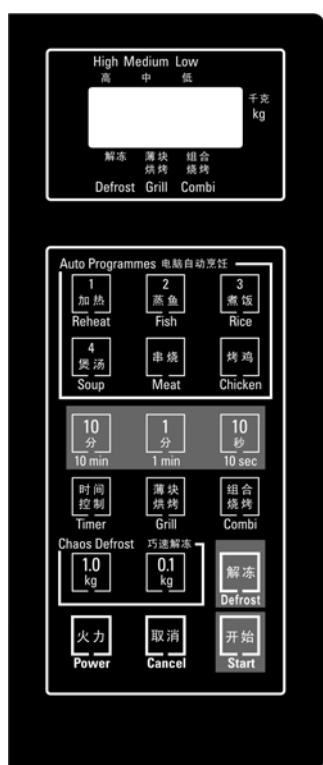 High Medium Low
高 中 低
千克
kg
解冻 薄块 组合
烘烤 烧烤
Defrost Grill Combi
Auto Programmes 电脑自动烹饪
1 2 3
加热 蒸鱼 煮饭
Reheat Fish Rice
4
煲汤 串烧 烤鸡
Soup Meat Chicken
10 1 10
分 分 秒
10 min 1 min 10 sec
时间 薄块 组合
控制 烘烤 烧烤
Timer Grill Combi
Chaos Defrost 巧速解冻
1.0 0.1
kg kg
解冻
Defrost
火力 取消 开始
Power Cancel Start